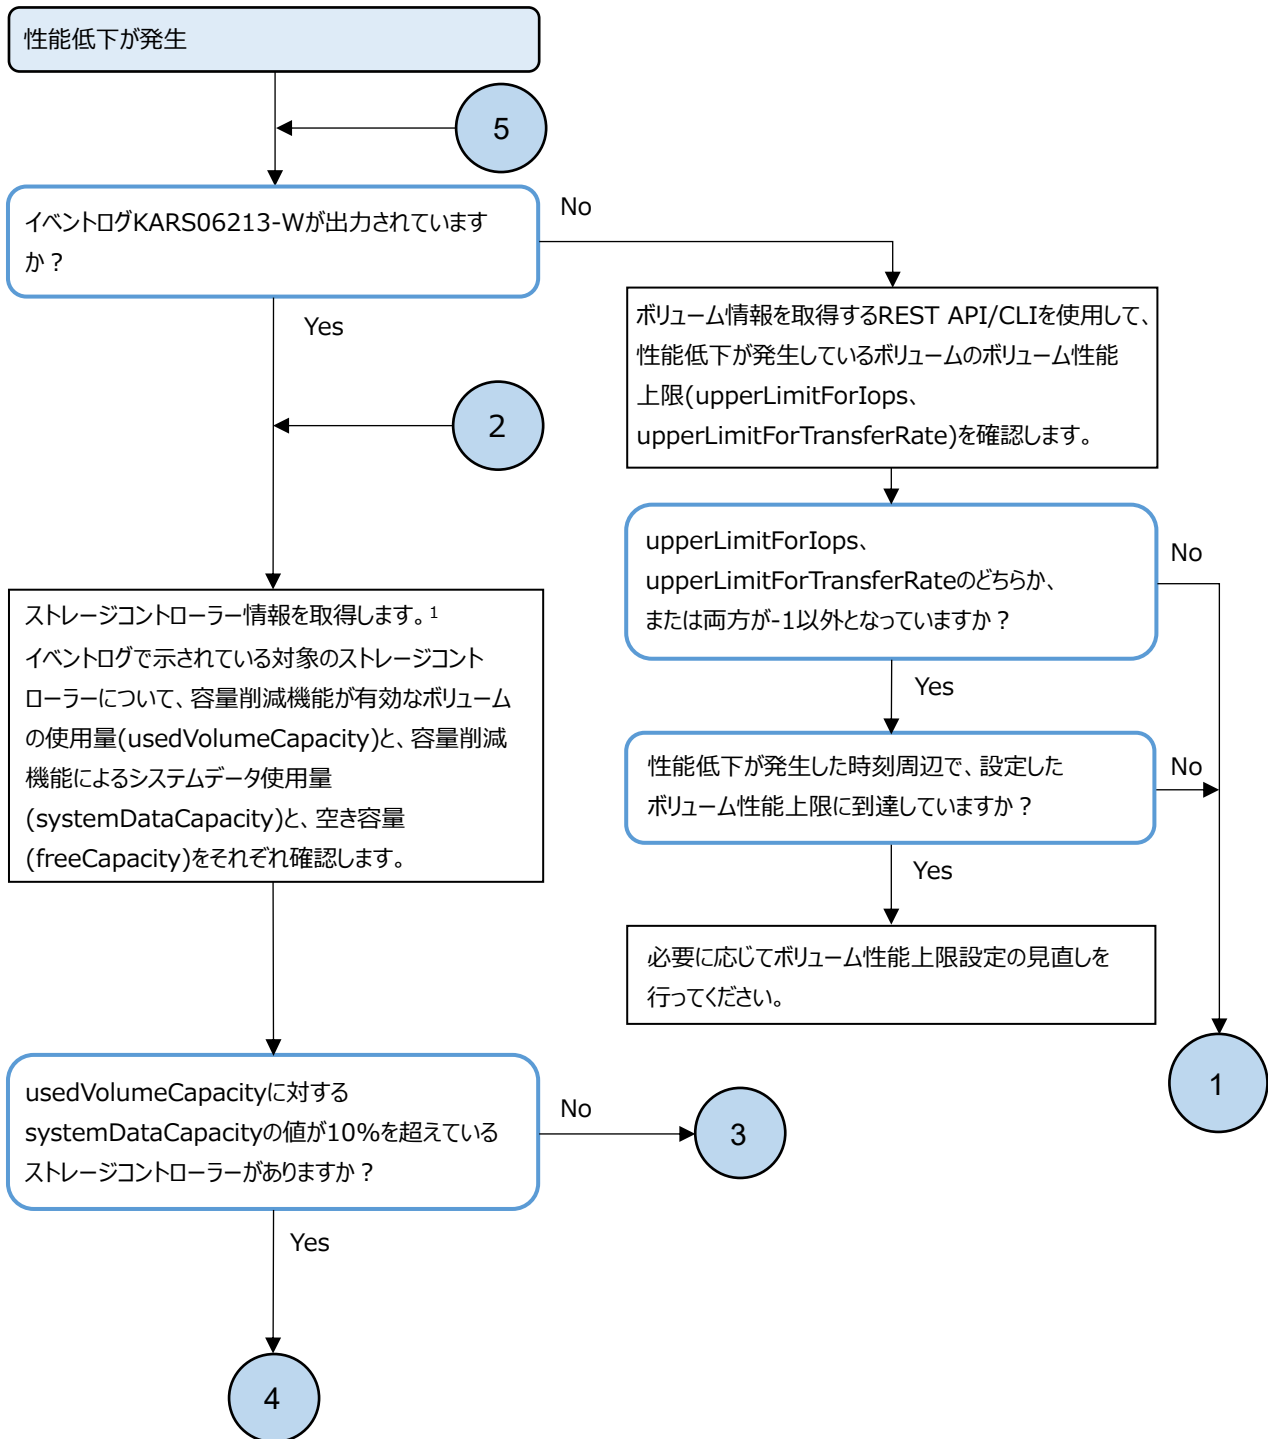 性能低下が発生
5
イベントログKARS06213-Wが出力されています
か？
No
Yes
ボリューム情報を取得するREST API/CLIを使用して、
性能低下が発生しているボリュームのボリューム性能
上限(upperLimitForIops、
upperLimitForTransferRate)を確認します。
2
upperLimitForIops、
upperLimitForTransferRateのどちらか、
または両方が-1以外となっていますか？
No
Yes
ストレージコントローラー情報を取得します。1
イベントログで示されている対象のストレージコント
ローラーについて、容量削減機能が有効なボリューム
の使用量(usedVolumeCapacity)と、容量削減
機能によるシステムデータ使用量
(systemDataCapacity)と、空き容量
(freeCapacity)をそれぞれ確認します。
性能低下が発生した時刻周辺で、設定した
ボリューム性能上限に到達していますか？
No
Yes
必要に応じてボリューム性能上限設定の見直しを
行ってください。
1
usedVolumeCapacityに対する
systemDataCapacityの値が10%を超えている
ストレージコントローラーがありますか？
No
3
Yes
4